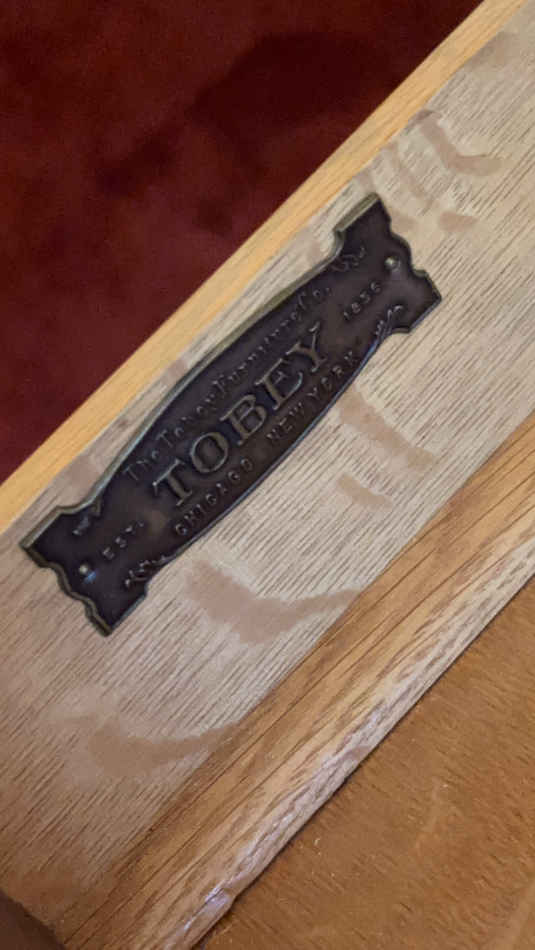 The Tobey Furniture Co.
TOBEY
EST. 1856
CHICAGO NEW YORK